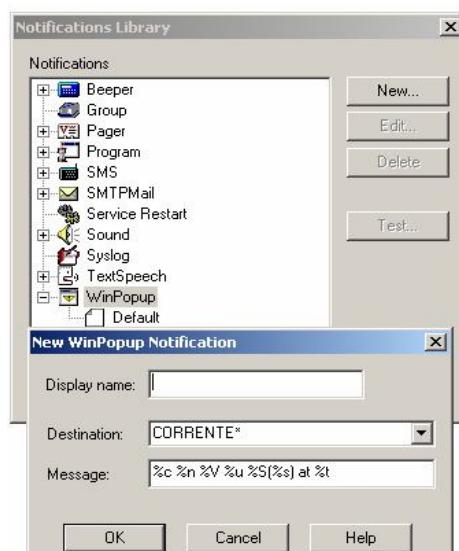 Notifications Library
Notifications
Beeper
Group
Pager
Program
SMS
SMTPMail
Service Restart
Sound
Syslog
TextSpeech
WinPopup
Default
New...
Edit...
Delete
Test...
New WinPopup Notification
Display name:
Destination: CORRENTE*
Message: %c %n %V %u %S(%s) at %t
OK Cancel Help